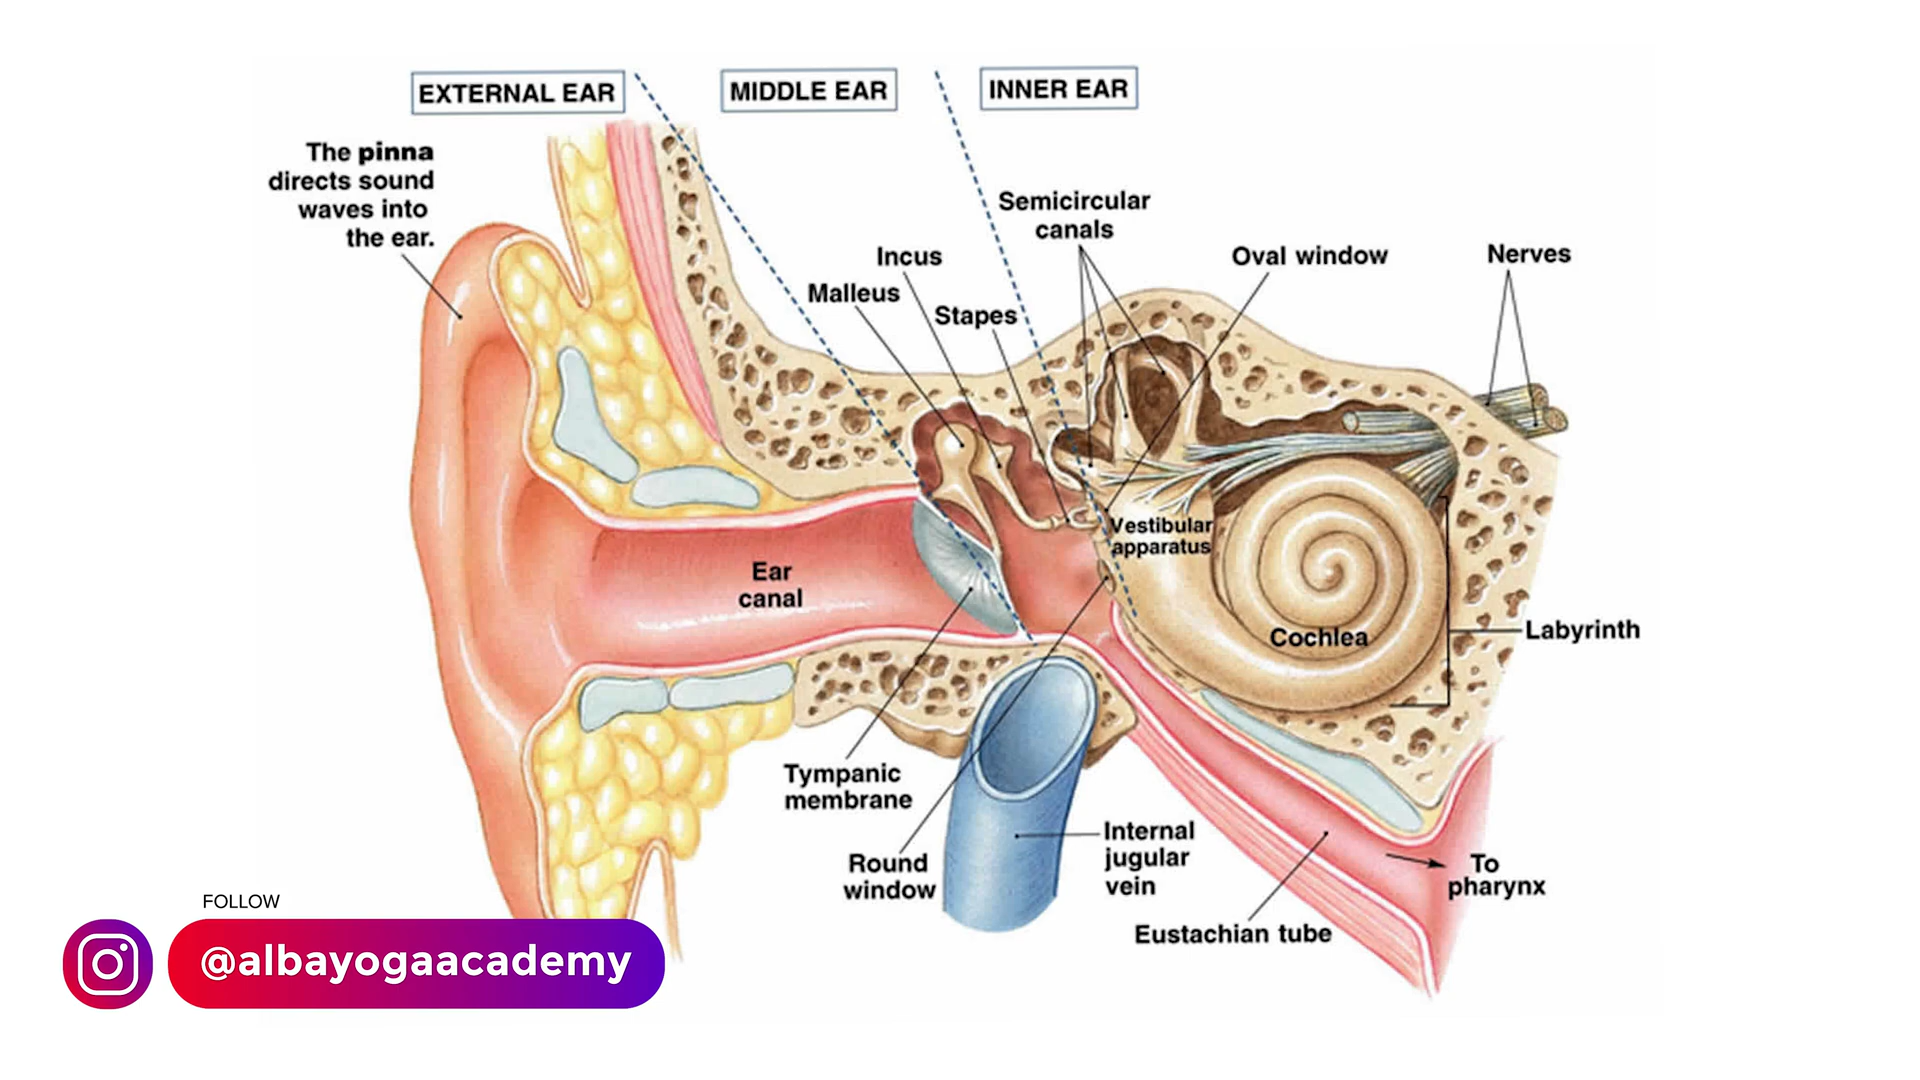 EXTERNAL EAR
MIDDLE EAR
INNER EAR
The pinna
directs sound
waves into
the ear.
Semicircular
canals
Incus
Malleus
Stapes
Oval window
Nerves
Vestibular
apparatus
Ear
canal
Cochlea
Labyrinth
Tympanic
membrane
Round
window
Internal
jugular
vein
To
pharynx
Eustachian tube
FOLLOW
@albayogaacademy